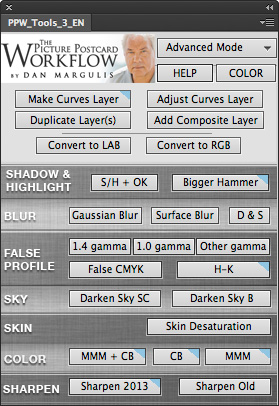 PPW_Tools_3_EN
THE
PICTURE POSTCARD
WORKFLOW
BY DAN MARGULIS
Advanced Mode
HELP COLOR
Make Curves Layer Adjust Curves Layer
Duplicate Layer(s) Add Composite Layer
Convert to LAB Convert to RGB
SHADOW &
HIGHLIGHT
S/H + OK Bigger Hammer
BLUR Gaussian Blur Surface Blur D & S
FALSE
PROFILE
1.4 gamma 1.0 gamma Other gamma
False CMYK H-K
SKY Darken Sky SC Darken Sky B
SKIN Skin Desaturation
COLOR MMM + CB CB MMM
SHARPEN Sharpen 2013 Sharpen Old